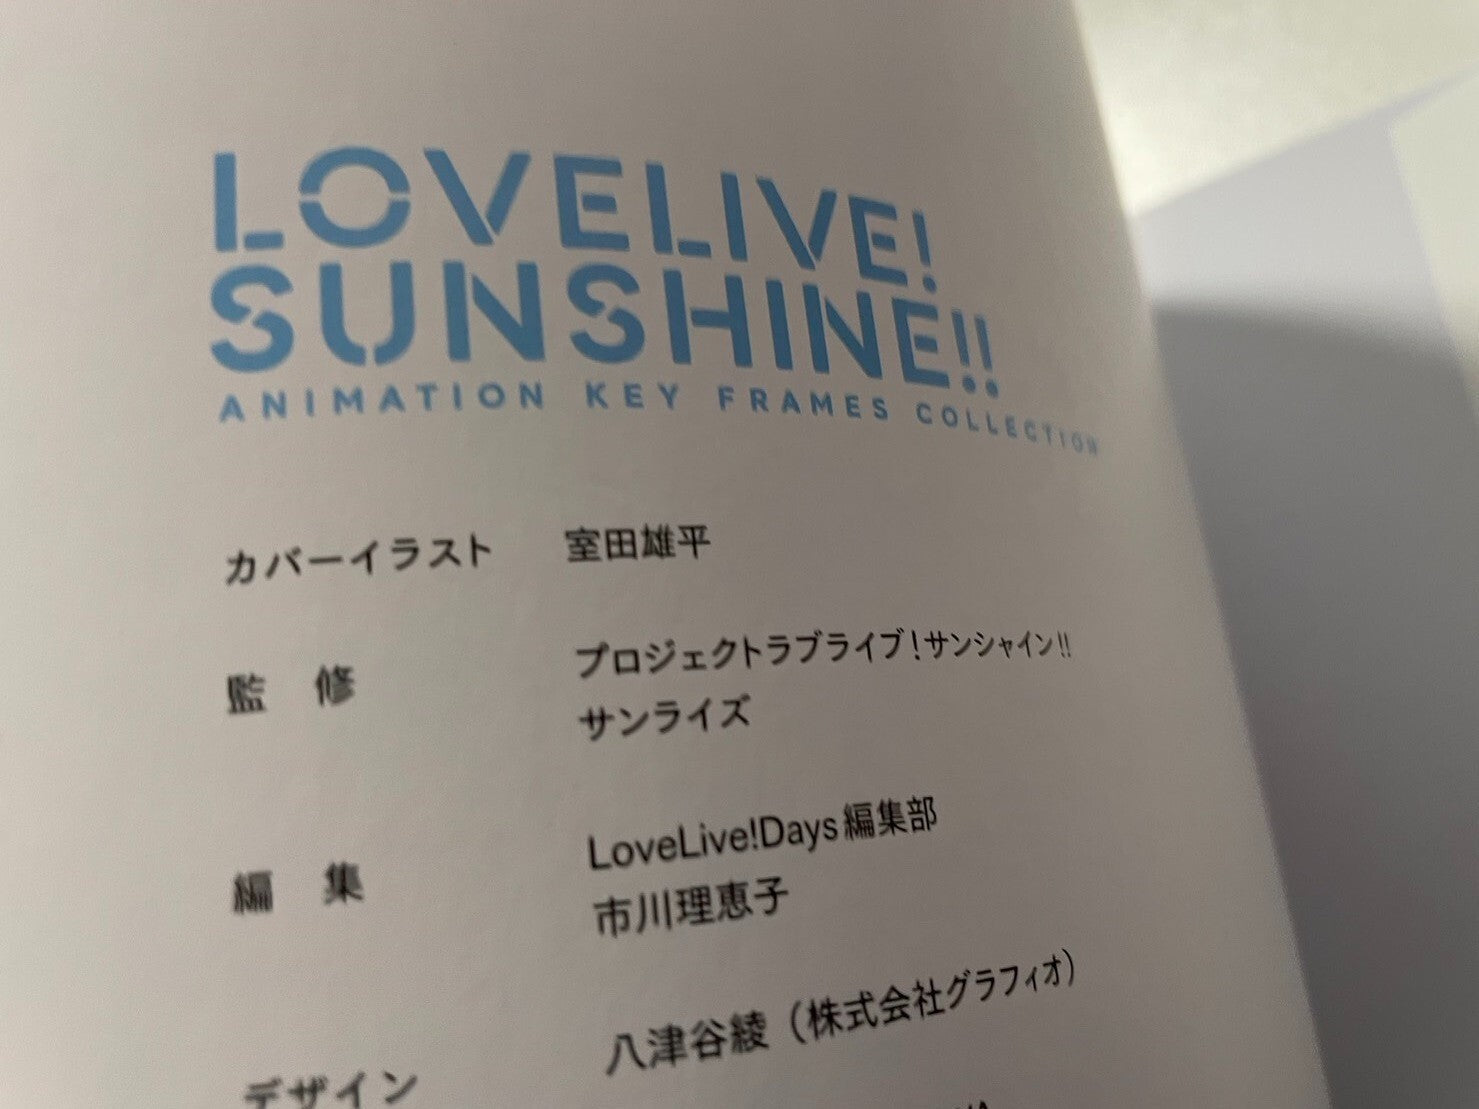 LOVELIVE!
SUNSHINE!!
ANIMATION KEY FRAMES COLLECTION
カバーイラスト 室田雄平
監 修 プロジェクトラブライブ!サンシャイン!!
サンライズ
編 集 LoveLive!Days編集部
市川理恵子
八津谷綾(株式会社グラフィオ)
デザイン